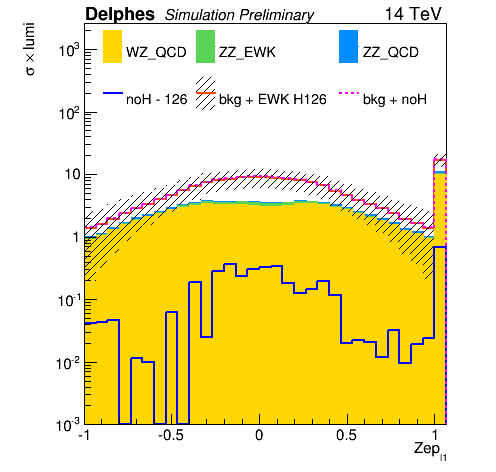 Delphes Simulation Preliminary 14 TeV
σ × lumi
WZ_QCD ZZ_EWK ZZ_QCD
noH - 126 bkg + EWK H126 bkg + noH
10³
10²
10
1
10⁻¹
10⁻²
10⁻³
-1 -0.5 0 0.5 1
Zep_l1